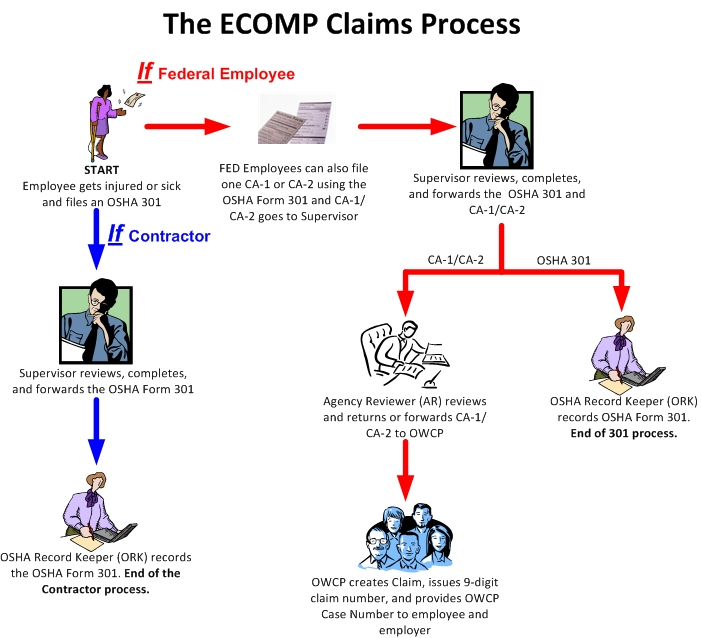 The ECOMP Claims Process
If Federal Employee
START
Employee gets injured or sick
and files an OSHA 301
FED Employees can also file
one CA-1 or CA-2 using the
OSHA Form 301 and CA-1/
CA-2 goes to Supervisor
Supervisor reviews, completes,
and forwards the OSHA 301 and
CA-1/CA-2
If Contractor
CA-1/CA-2
OSHA 301
Supervisor reviews, completes,
and forwards the OSHA Form 301
Agency Reviewer (AR) reviews
and returns or forwards CA-1/
CA-2 to OWCP
OSHA Record Keeper (ORK)
records OSHA Form 301.
End of 301 process.
OSHA Record Keeper (ORK) records
the OSHA Form 301. End of the
Contractor process.
OWCP creates Claim, issues 9-digit
claim number, and provides OWCP
Case Number to employee and
employer